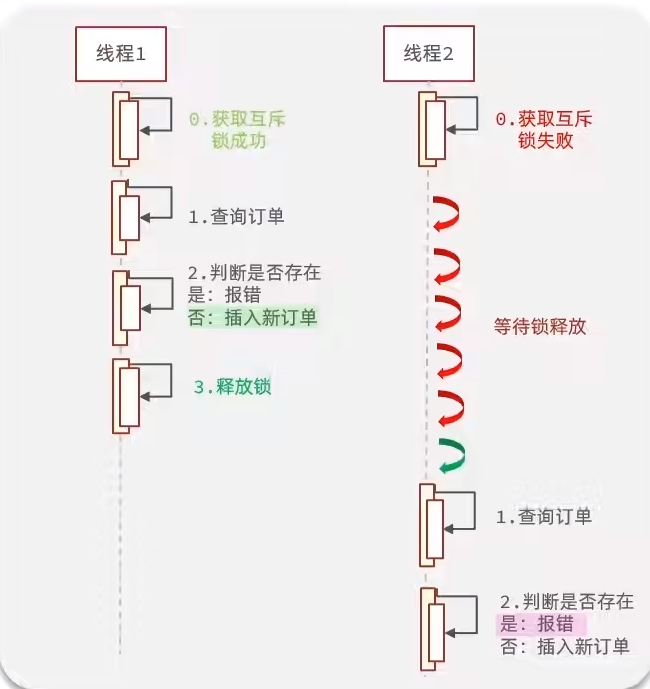 线程1
线程2
0.获取互斥
锁成功
0.获取互斥
锁失败
1.查询订单
2.判断是否存在
是: 报错
否: 插入新订单
等待锁释放
3.释放锁
1.查询订单
2.判断是否存在
是: 报错
否: 插入新订单